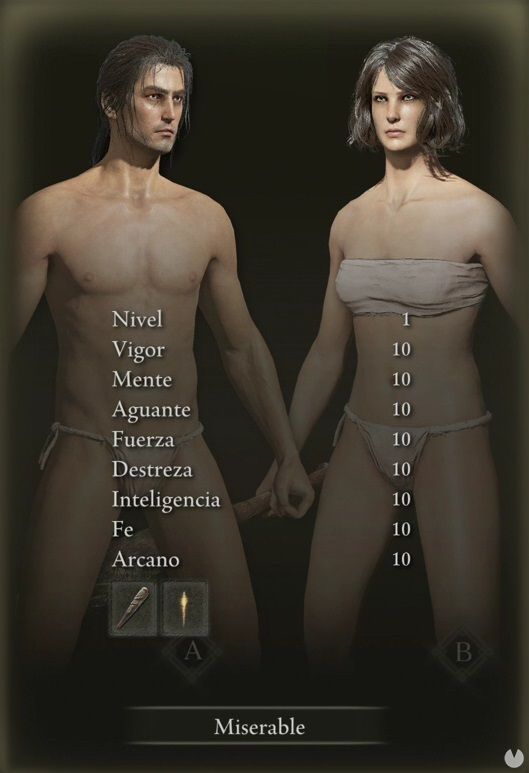 Nivel 1
Vigor 10
Mente 10
Aguante 10
Fuerza 10
Destreza 10
Inteligencia 10
Fe 10
Arcano 10
A B
Miserable